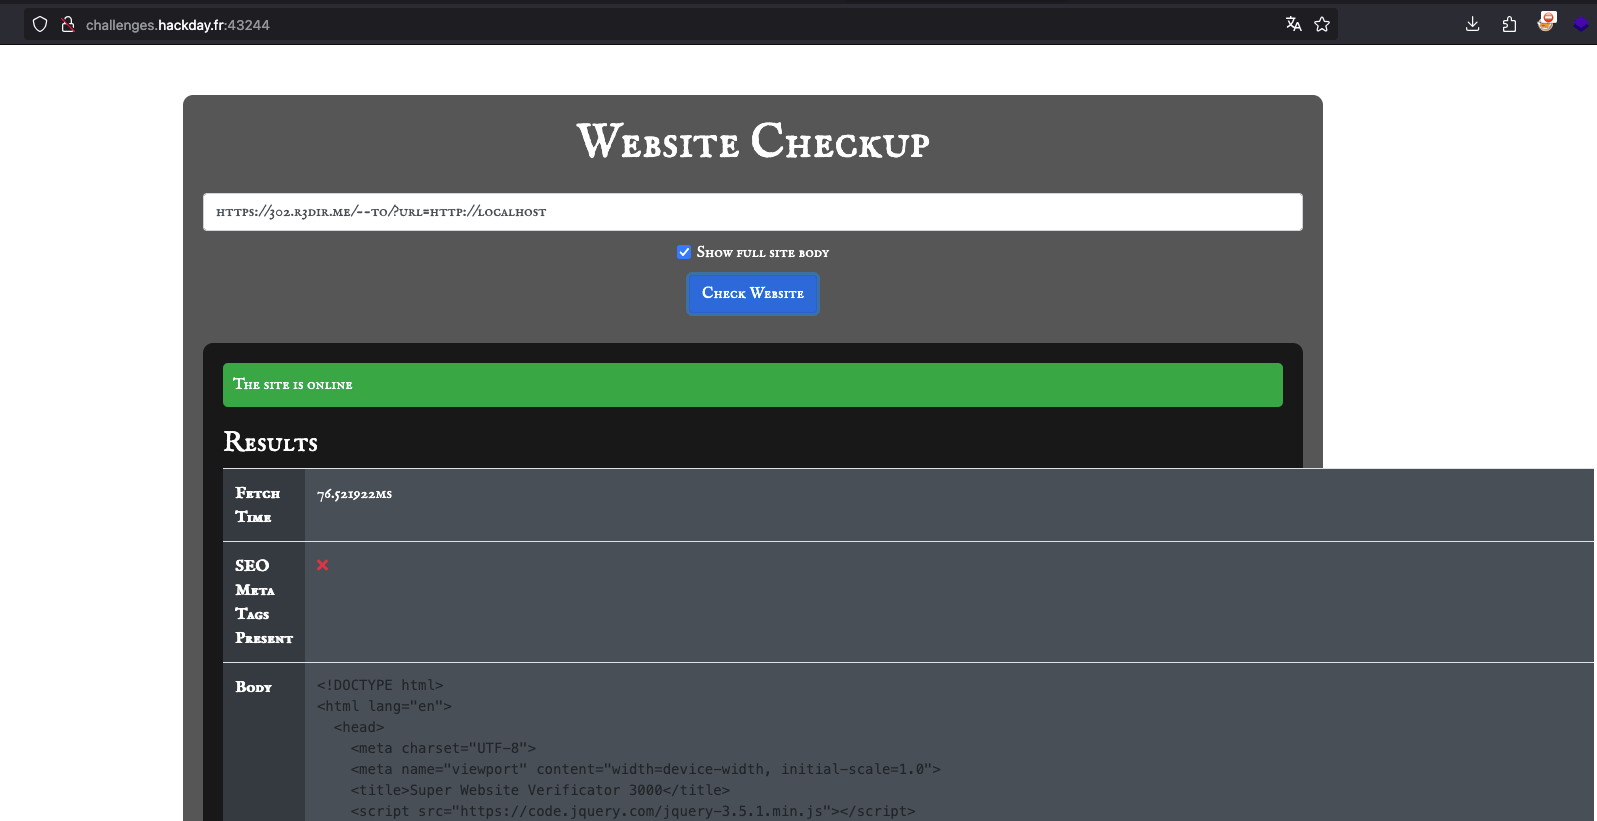 challenges.hackday.fr:43244
Website Checkup
https://302.r3dir.me/--to/?url=http://localhost
Show full site body
Check Website
The site is online
Results
Fetch Time
76.521922ms
SEO Meta Tags Present
Body
<!DOCTYPE html>
<html lang="en">
  <head>
    <meta charset="UTF-8">
    <meta name="viewport" content="width=device-width, initial-scale=1.0">
    <title>Super Website Verificator 3000</title>
    <script src="https://code.jquery.com/jquery-3.5.1.min.js"></script>